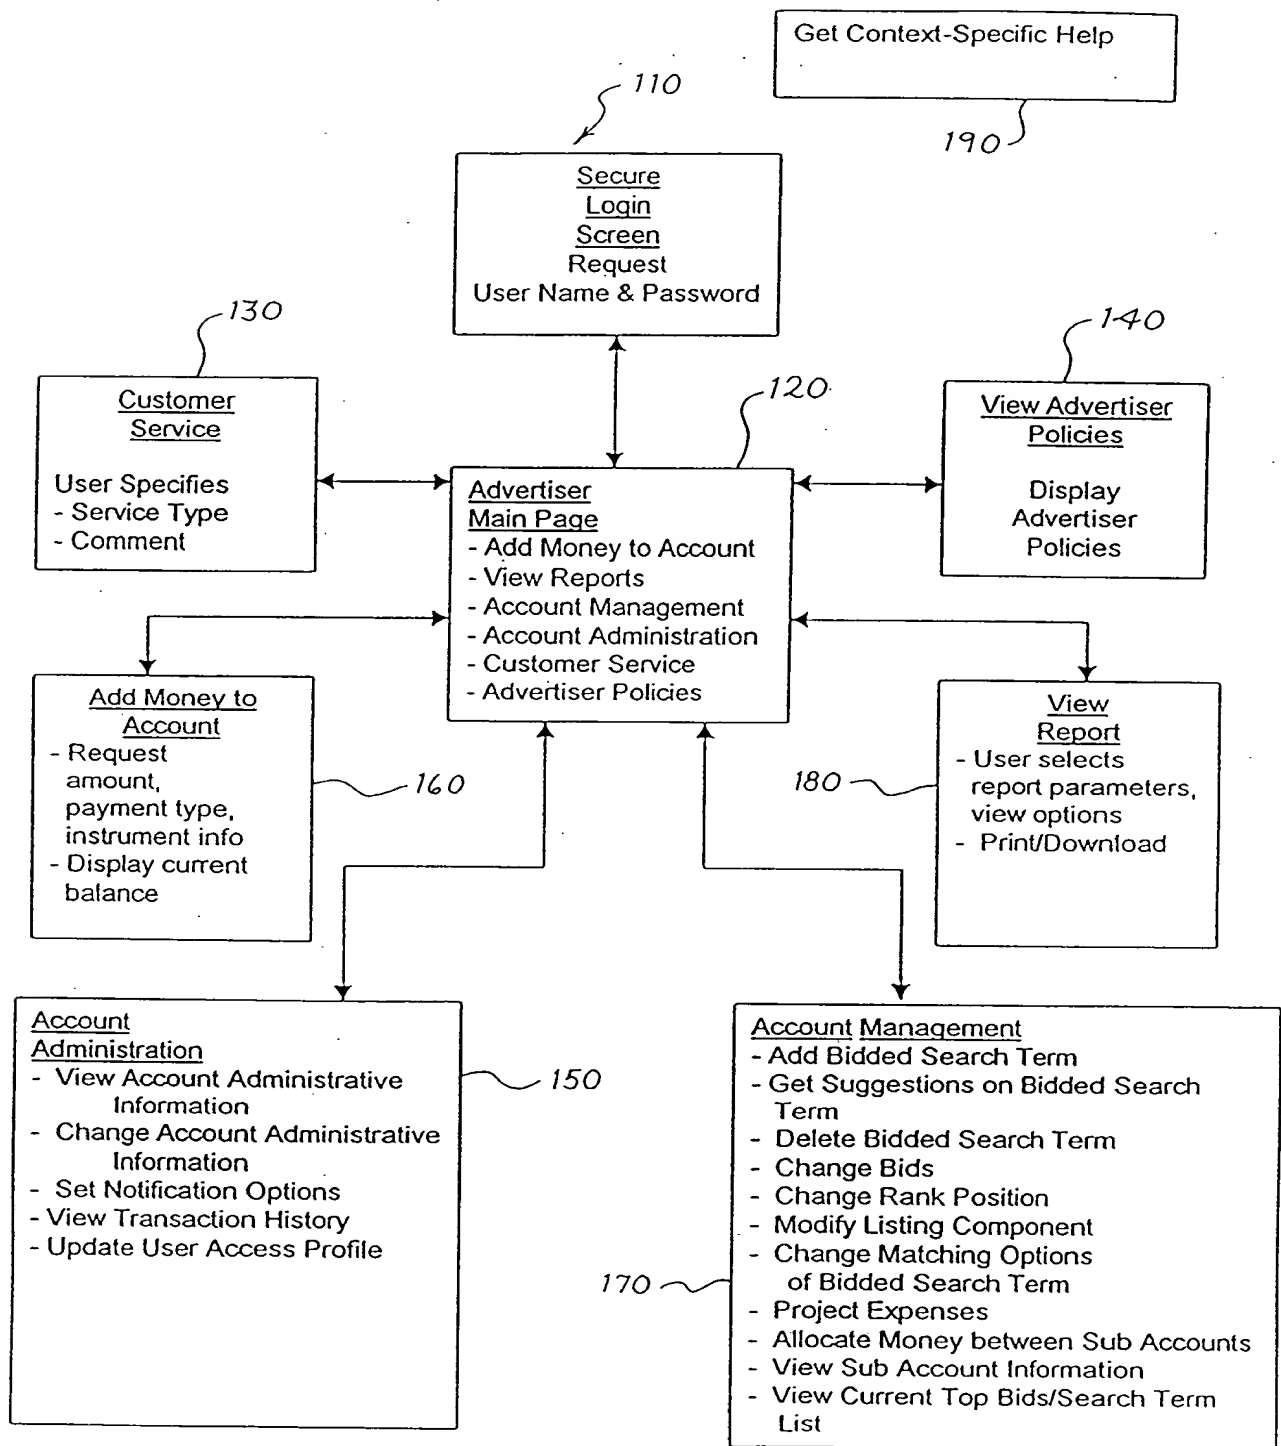 Get Context-Specific Help
190
110
Secure
Login
Screen
Request
User Name & Password
130
Customer
Service
User Specifies
- Service Type
- Comment
120
Advertiser
Main Page
- Add Money to Account
- View Reports
- Account Management
- Account Administration
- Customer Service
- Advertiser Policies
140
View Advertiser
Policies
Display
Advertiser
Policies
Add Money to
Account
- Request
amount,
payment type,
instrument info
- Display current
balance
160
View
Report
- User selects
report parameters,
view options
- Print/Download
180
Account
Administration
- View Account Administrative
Information
- Change Account Administrative
Information
- Set Notification Options
- View Transaction History
- Update User Access Profile
150
Account Management
- Add Bidded Search Term
- Get Suggestions on Bidded Search
Term
- Delete Bidded Search Term
- Change Bids
- Change Rank Position
- Modify Listing Component
- Change Matching Options
of Bidded Search Term
- Project Expenses
- Allocate Money between Sub Accounts
- View Sub Account Information
- View Current Top Bids/Search Term
List
170